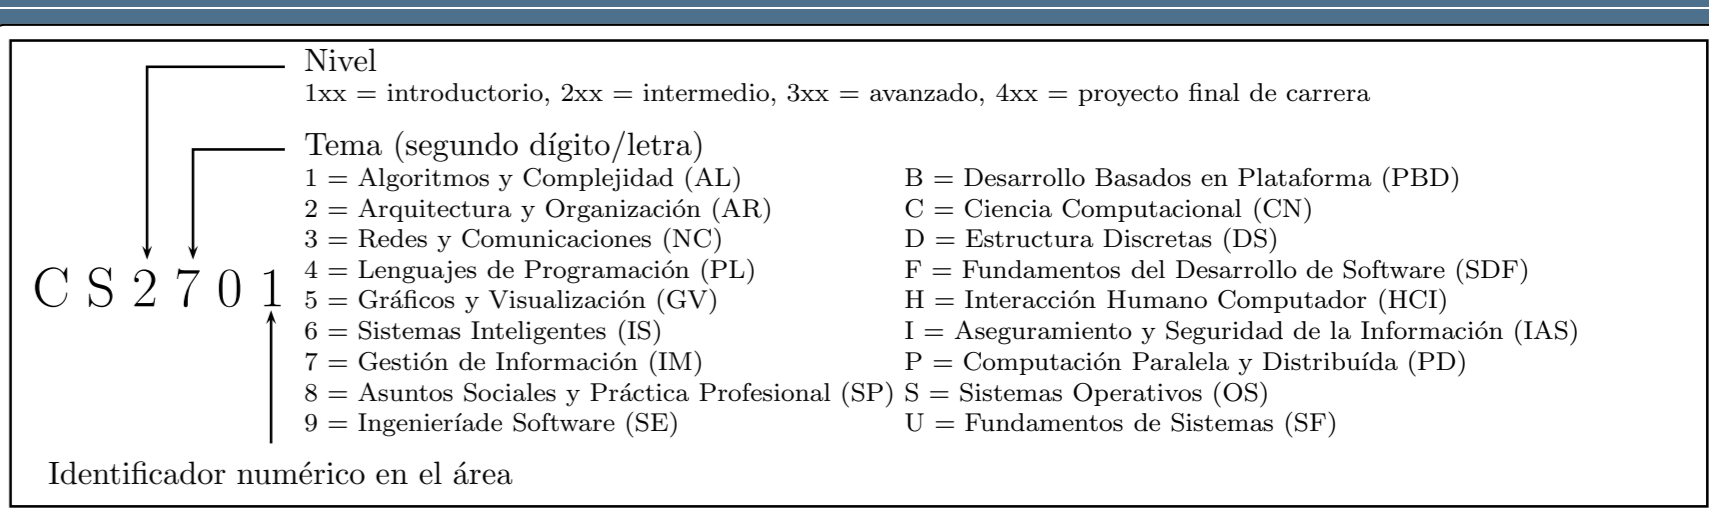 Nivel
1xx = introductorio, 2xx = intermedio, 3xx = avanzado, 4xx = proyecto final de carrera
Tema (segundo dígito/letra)
1 = Algoritmos y Complejidad (AL)
2 = Arquitectura y Organización (AR)
3 = Redes y Comunicaciones (NC)
4 = Lenguajes de Programación (PL)
5 = Gráficos y Visualización (GV)
6 = Sistemas Inteligentes (IS)
7 = Gestión de Información (IM)
8 = Asuntos Sociales y Práctica Profesional (SP)
9 = Ingenieríade Software (SE)
B = Desarrollo Basados en Plataforma (PBD)
C = Ciencia Computacional (CN)
D = Estructura Discretas (DS)
F = Fundamentos del Desarrollo de Software (SDF)
H = Interacción Humano Computador (HCI)
I = Aseguramiento y Seguridad de la Información (IAS)
P = Computación Paralela y Distribuída (PD)
S = Sistemas Operativos (OS)
U = Fundamentos de Sistemas (SF)
C S 2 7 0 1
Identificador numérico en el área